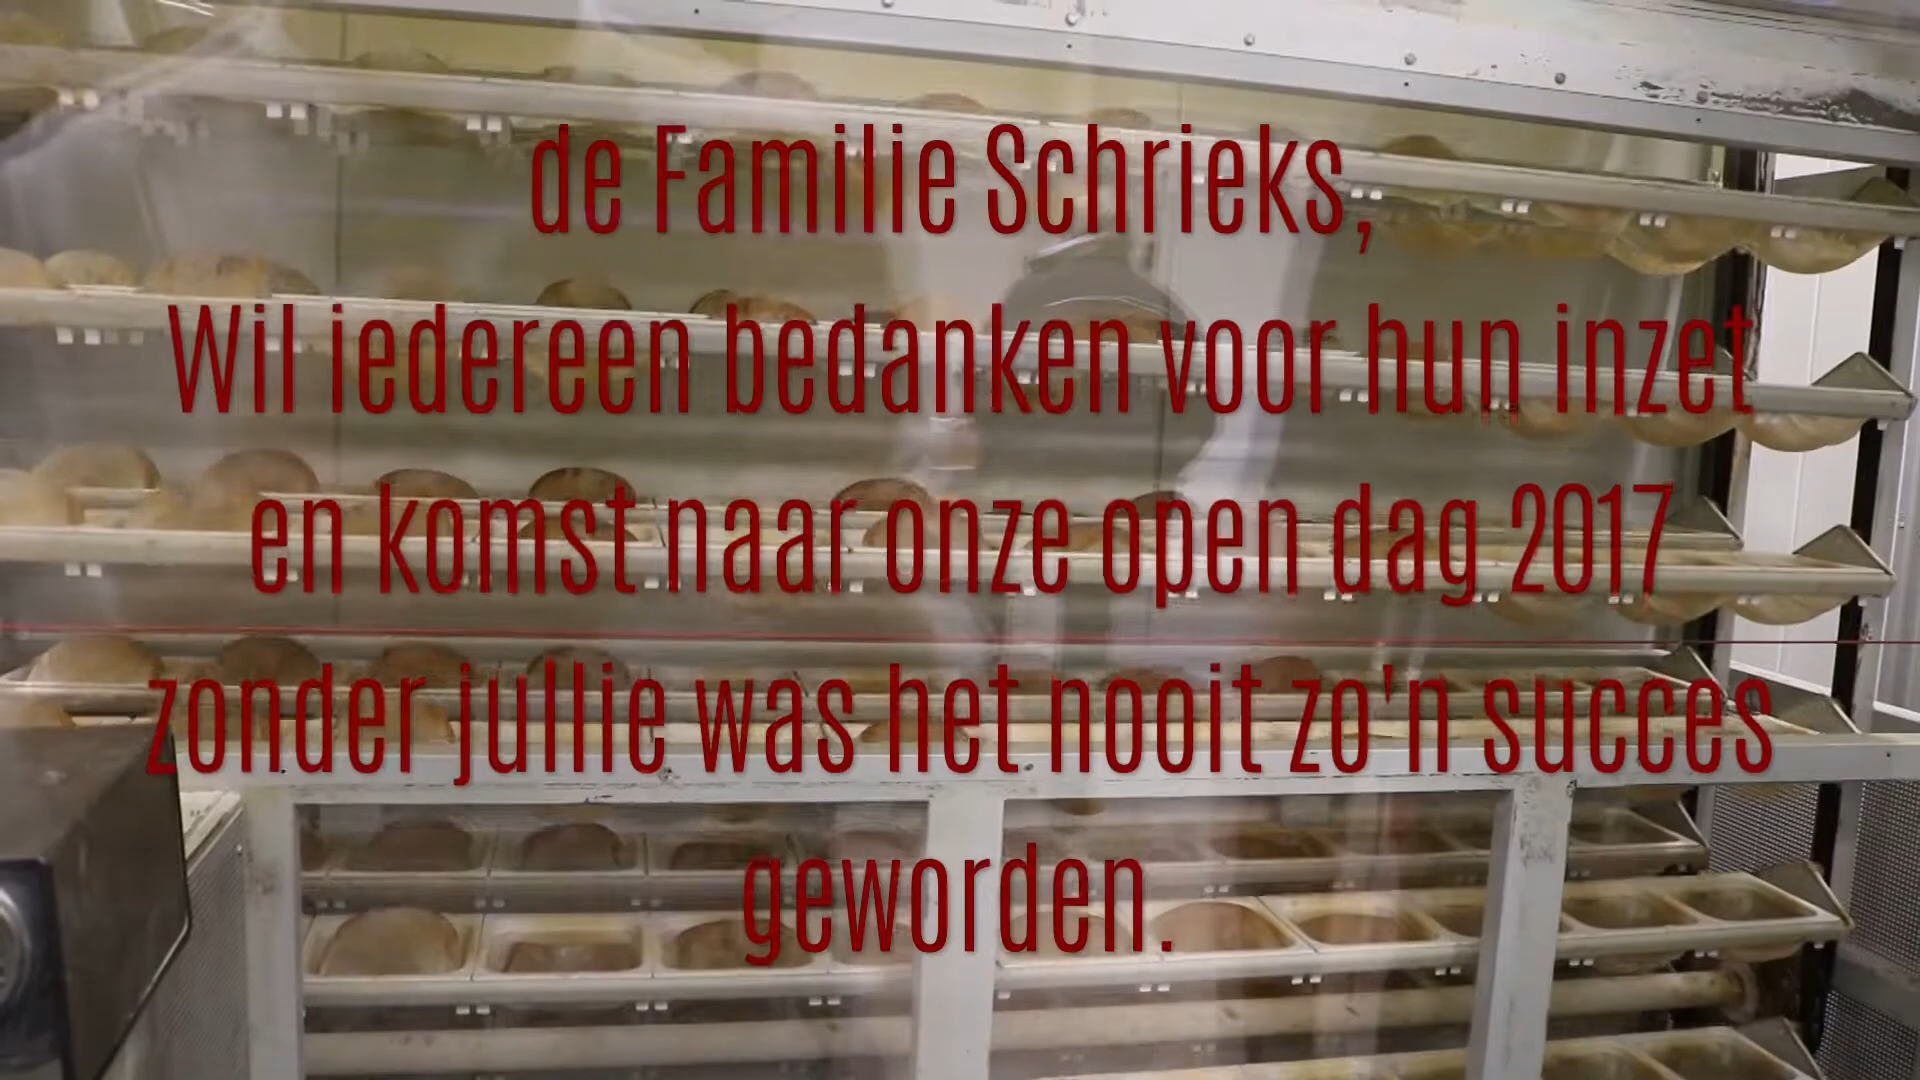 de Familie Schrieks,
Wil iedereen bedanken voor hun inzet
en komst naar onze open dag 2017
zonder jullie was het nooit zo'n succes
geworden.